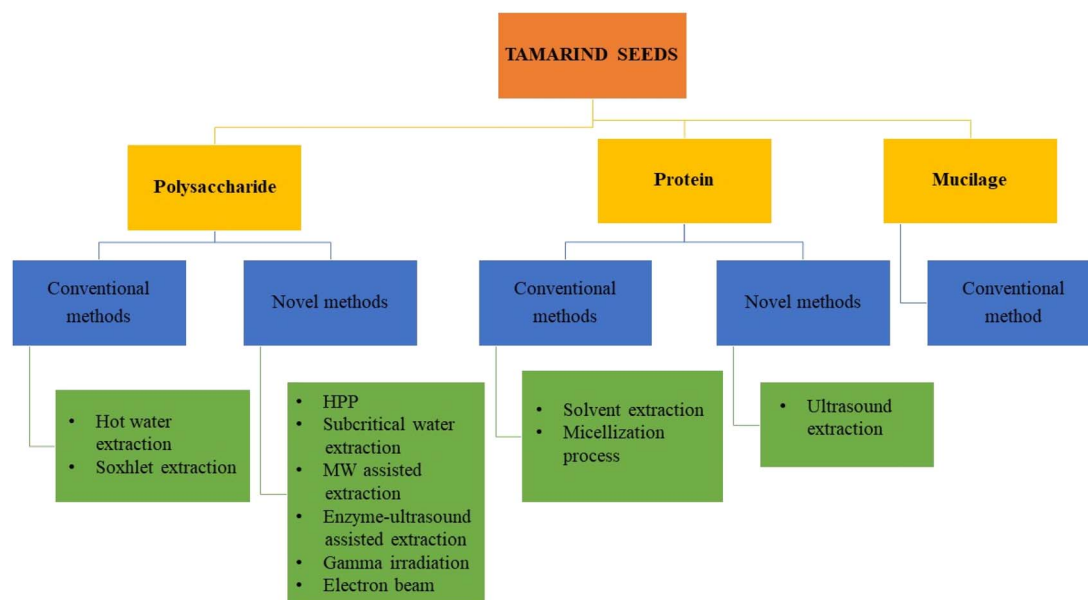 TAMARIND SEEDS
Polysaccharide
Protein
Mucilage
Conventional
methods
Novel methods
Conventional
methods
Novel methods
Conventional
method
• Hot water
extraction
• Soxhlet extraction
• HPP
• Subcritical water
extraction
• MW assisted
extraction
• Enzyme-ultrasound
assisted extraction
• Gamma irradiation
• Electron beam
• Solvent extraction
• Micellization
process
• Ultrasound
extraction